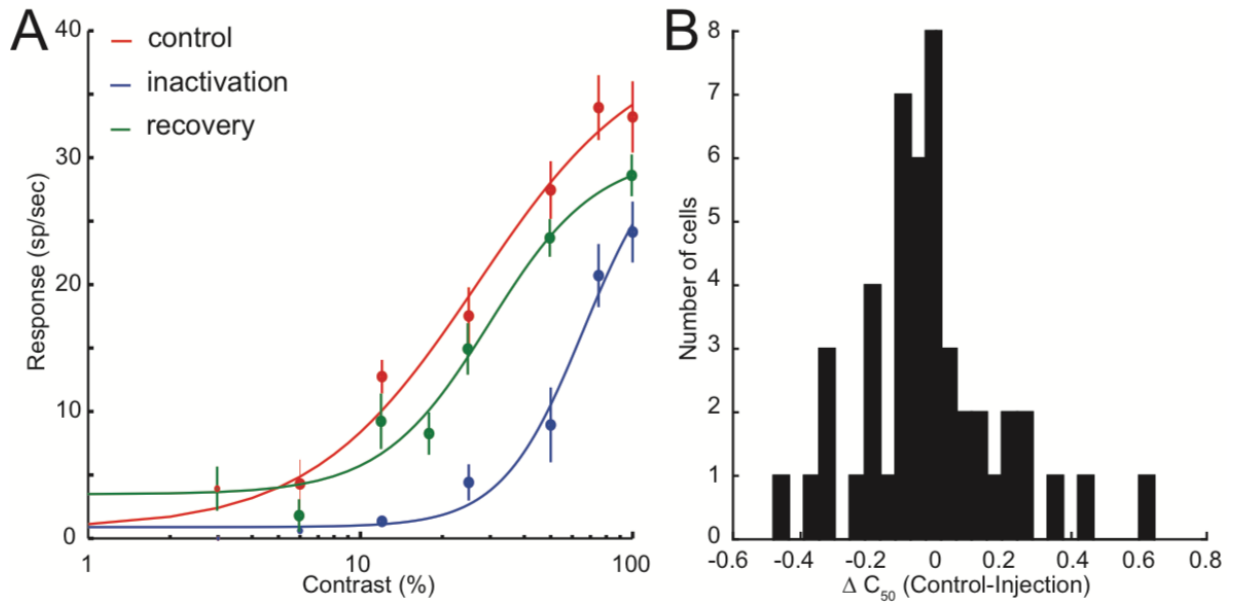 A
40
30
20
10
0
Response (sp/sec)
control
inactivation
recovery
1
10
100
Contrast (%)
B
8
7
6
5
4
3
2
1
0
Number of cells
-0.6
-0.4
-0.2
0
0.2
0.4
0.6
0.8
Δ C50 (Control-Injection)